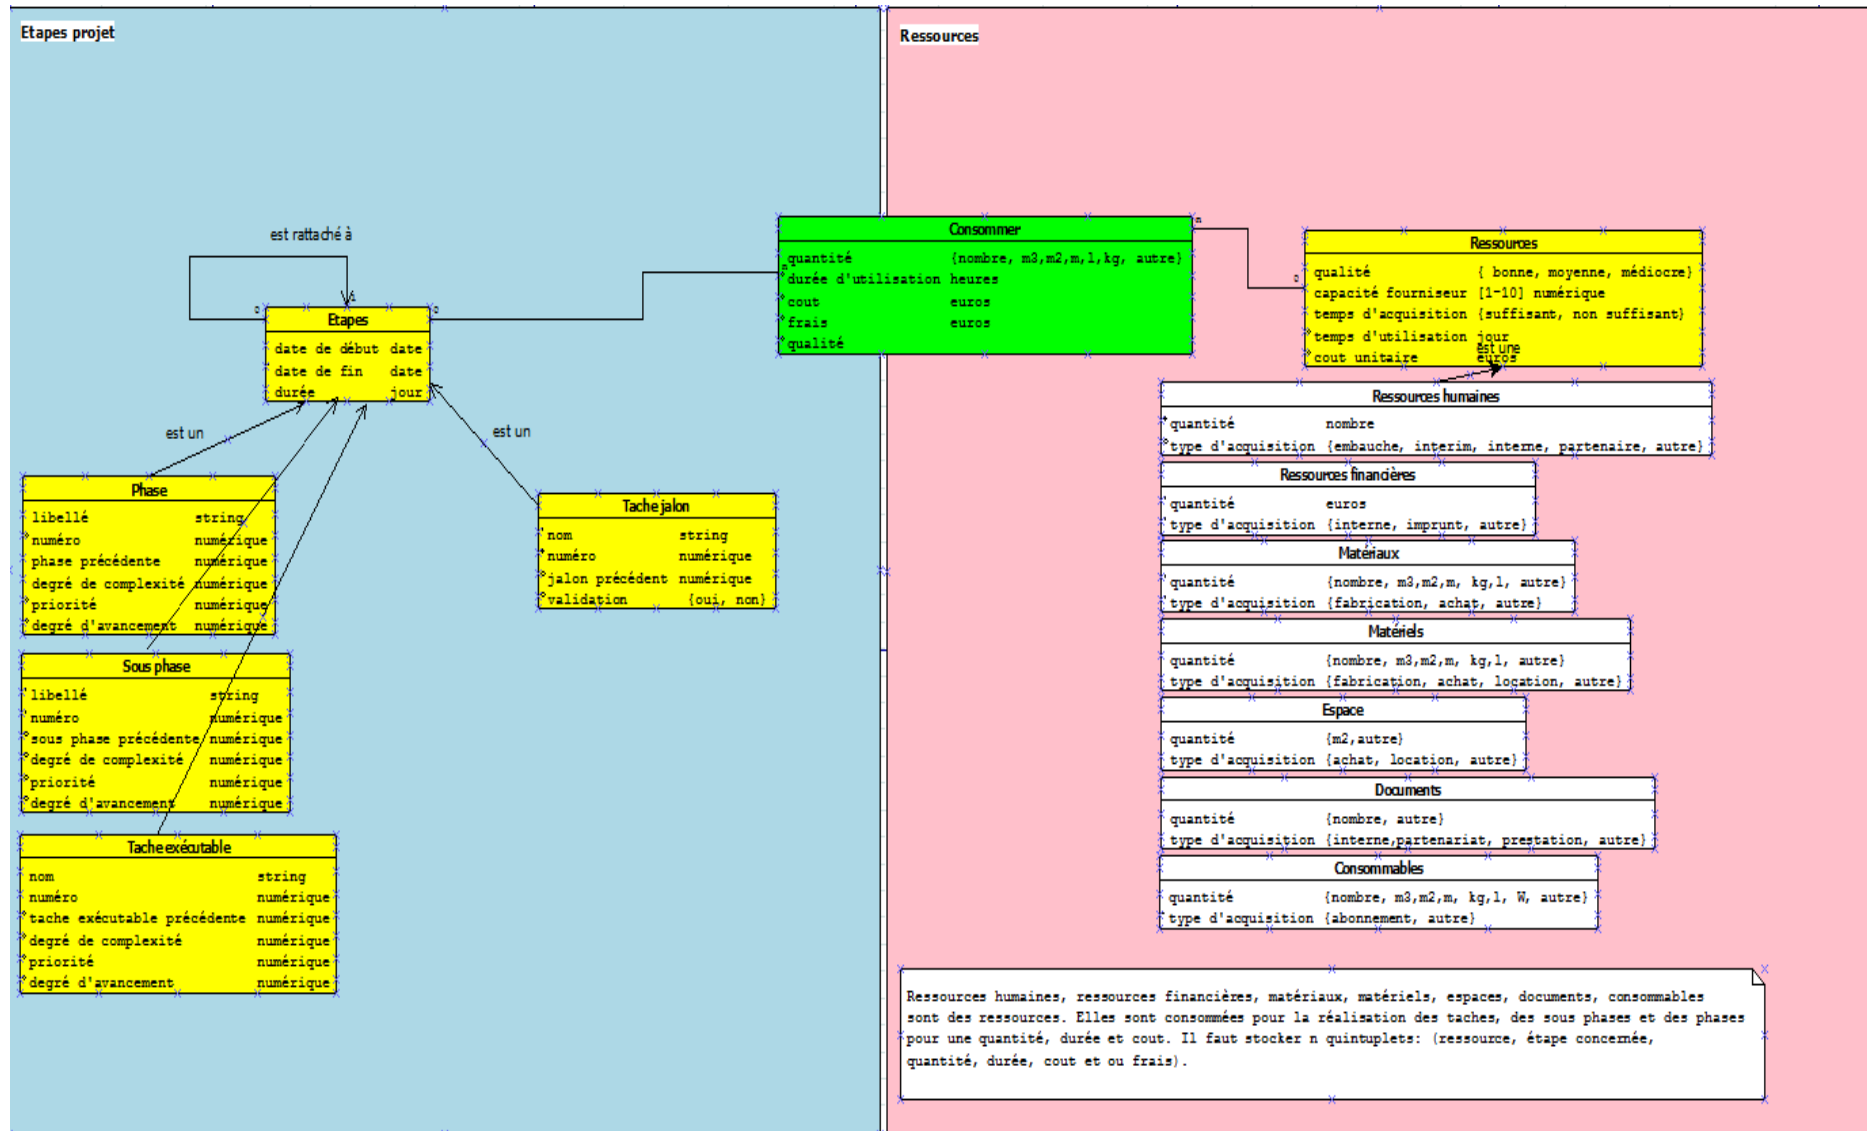 Etapes projet
Ressources
est rattaché à
Etapes
date de début date
date de fin date
durée jour
est un
est un
Phase
libellé string
numéro numérique
phase précédente numérique
degré de complexité numérique
priorité numérique
degré d'avancement numérique
Tache jalon
nom string
numéro numérique
jalon précédent numérique
validation {oui, non}
Sous phase
libellé string
numéro numérique
sous phase précédente numérique
degré de complexité numérique
priorité numérique
degré d'avancement numérique
Tache exécutable
nom string
numéro numérique
tache exécutable précédente numérique
degré de complexité numérique
priorité numérique
degré d'avancement numérique
Consommer
quantité {nombre, m3,m2,m,l,kg, autre}
durée d'utilisation heures
cout euros
frais euros
qualité
Ressources
qualité { bonne, moyenne, médiocre}
capacité fourniseur [1-10] numérique
temps d'acquisition {suffisant, non suffisant}
temps d'utilisation jour
cout unitaire euros
est une
Ressources humaines
quantité nombre
type d'acquisition {embauche, interim, interne, partenaire, autre}
Ressources financières
quantité euros
type d'acquisition {interne, imprunt, autre}
Matériaux
quantité {nombre, m3,m2,m, kg,l, autre}
type d'acquisition {fabrication, achat, autre}
Matériels
quantité {nombre, m3,m2,m, kg,l, autre}
type d'acquisition {fabrication, achat, location, autre}
Espace
quantité {m2,autre}
type d'acquisition {achat, location, autre}
Documents
quantité {nombre, autre}
type d'acquisition {interne,partenariat, prestation, autre}
Consommables
quantité {nombre, m3,m2,m, kg,l, W, autre}
type d'acquisition {abonnement, autre}
Ressources humaines, ressources financières, matériaux, matériels, espaces, documents, consommables
sont des ressources. Elles sont consommées pour la réalisation des taches, des sous phases et des phases
pour une quantité, durée et cout. Il faut stocker n quintuplets: (ressource, étape concernée,
quantité, durée, cout et ou frais).